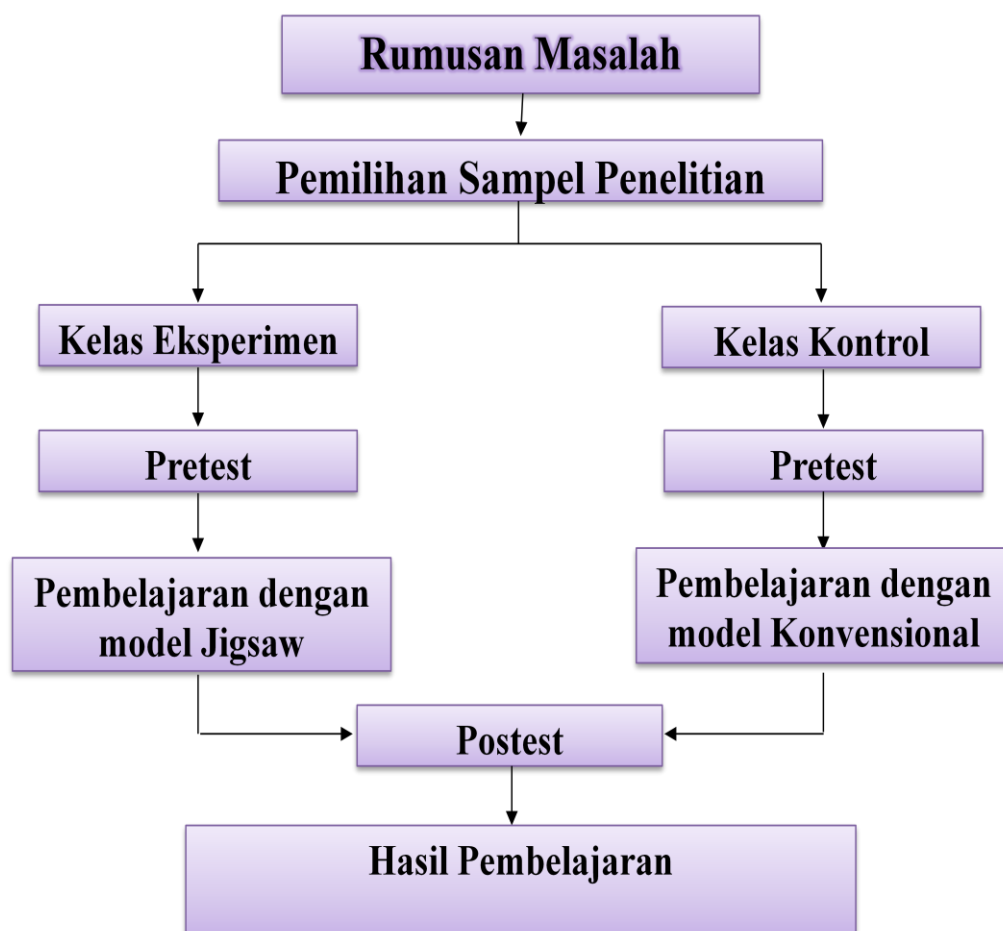 Rumusan Masalah
Pemilihan Sampel Penelitian
Kelas Eksperimen
Kelas Kontrol
Pretest
Pretest
Pembelajaran dengan
model Jigsaw
Pembelajaran dengan
model Konvensional
Postest
Hasil Pembelajaran